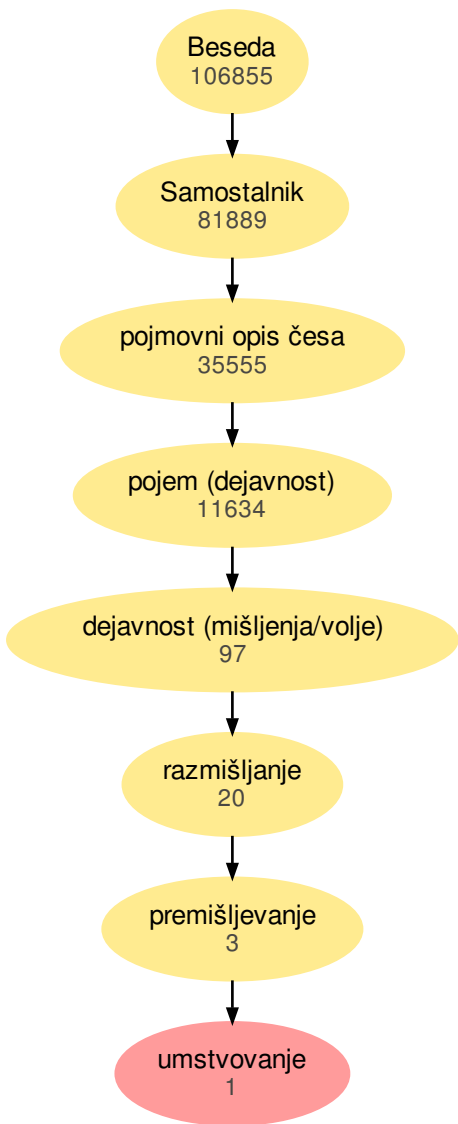 Beseda
106855
Samostalnik
81889
pojmovni opis česa
35555
pojem (dejavnost)
11634
dejavnost (mišljenja/volje)
97
razmišljanje
20
premišljevanje
3
umstvovanje
1